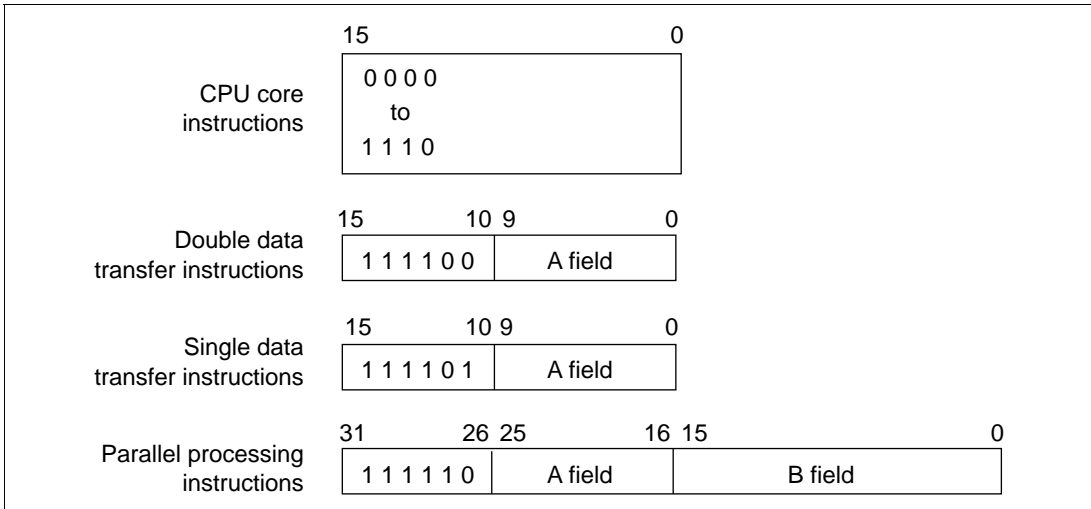 15 0
CPU core
instructions
0 0 0 0
to
1 1 1 0
15 10 9 0
Double data
transfer instructions
1 1 1 1 0 0 A field
15 10 9 0
Single data
transfer instructions
1 1 1 1 0 1 A field
31 26 25 16 15 0
Parallel processing
instructions
1 1 1 1 1 0 A field B field